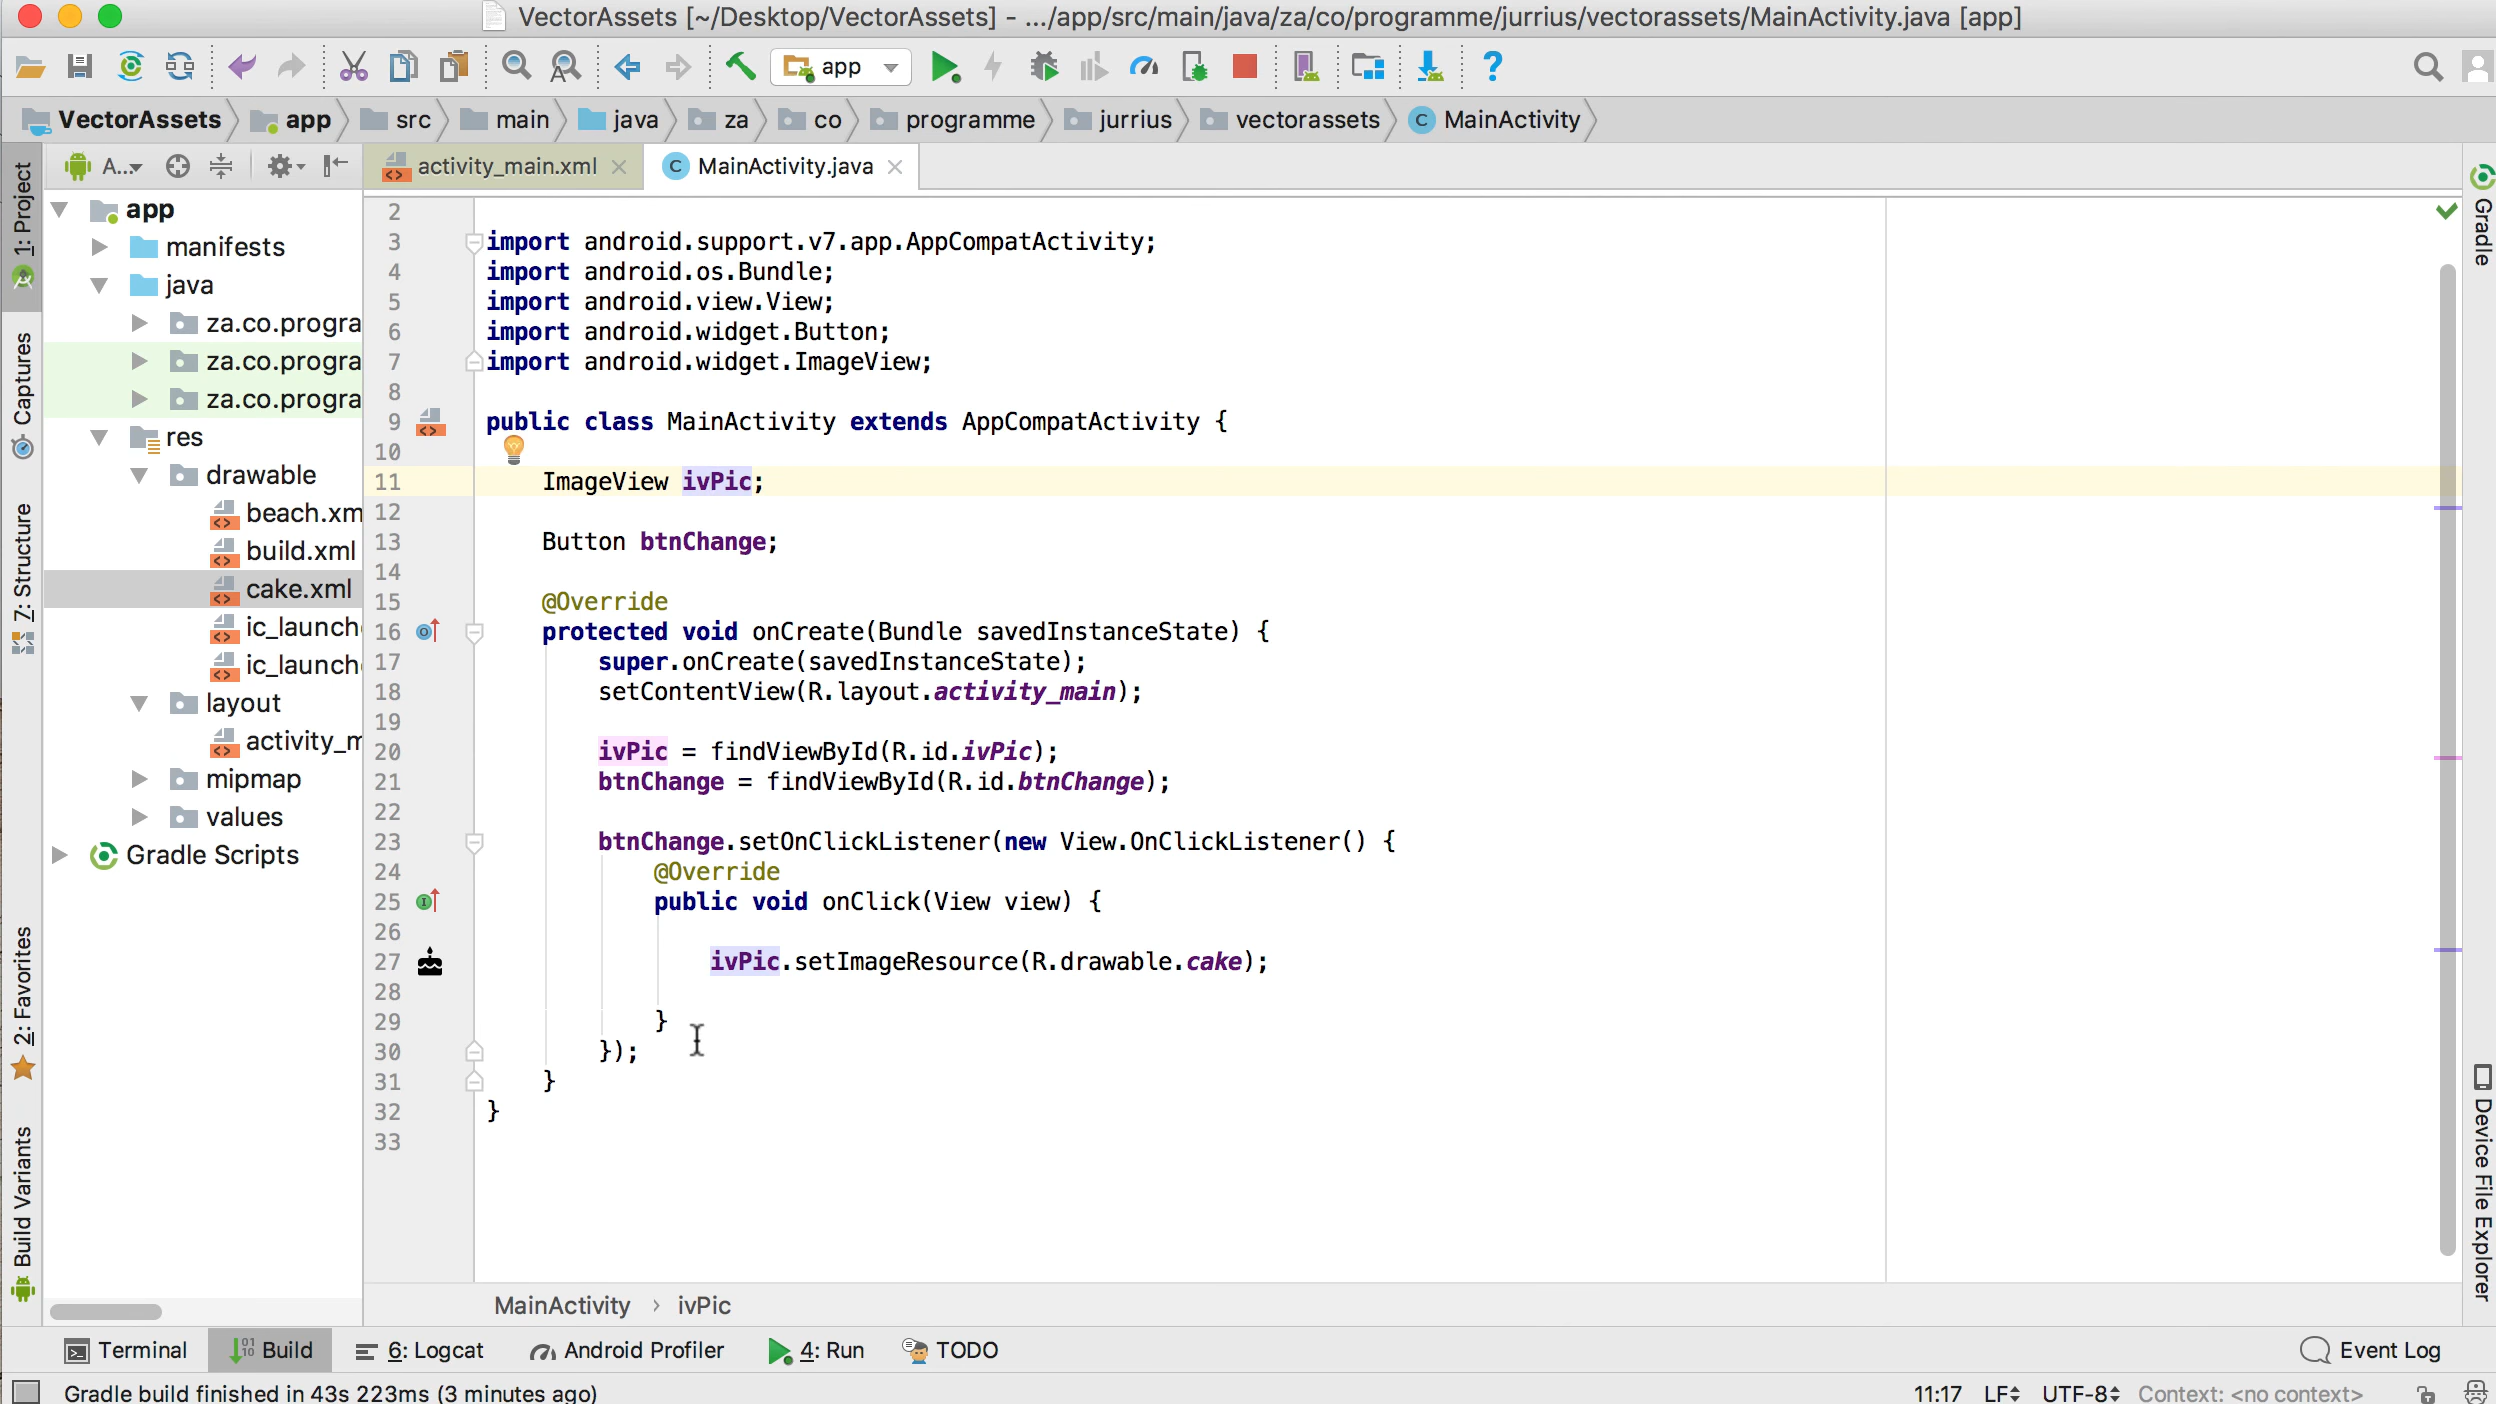 VectorAssets [~/Desktop/VectorAssets] - .../app/src/main/java/za/co/programme/jurrius/vectorassets/MainActivity.java [app]
app
VectorAssets app src main java za co programme jurrius vectorassets C MainActivity
A... activity_main.xml C MainActivity.java
1: Project
Captures
7: Structure
2: Favorites
Build Variants
app
manifests
java
za.co.progra
za.co.progra
za.co.progra
res
drawable
beach.xm
build.xml
cake.xml
ic_launch
ic_launch
layout
activity_m
mipmap
values
Gradle Scripts
2
3 import android.support.v7.app.AppCompatActivity;
4 import android.os.Bundle;
5 import android.view.View;
6 import android.widget.Button;
7 import android.widget.ImageView;
8
9 public class MainActivity extends AppCompatActivity {
10
11 ImageView ivPic;
12
13 Button btnChange;
14
15 @Override
16 protected void onCreate(Bundle savedInstanceState) {
17 super.onCreate(savedInstanceState);
18 setContentView(R.layout.activity_main);
19
20 ivPic = findViewById(R.id.ivPic);
21 btnChange = findViewById(R.id.btnChange);
22
23 btnChange.setOnClickListener(new View.OnClickListener() {
24 @Override
25 public void onClick(View view) {
26
27 ivPic.setImageResource(R.drawable.cake);
28
29 }
30 });
31 }
32 }
33
Gradle
Device File Explorer
MainActivity › ivPic
Terminal Build 6: Logcat Android Profiler 4: Run TODO Event Log
Gradle build finished in 43s 223ms (3 minutes ago) 11:17 LF UTF-8 Context: <no context>